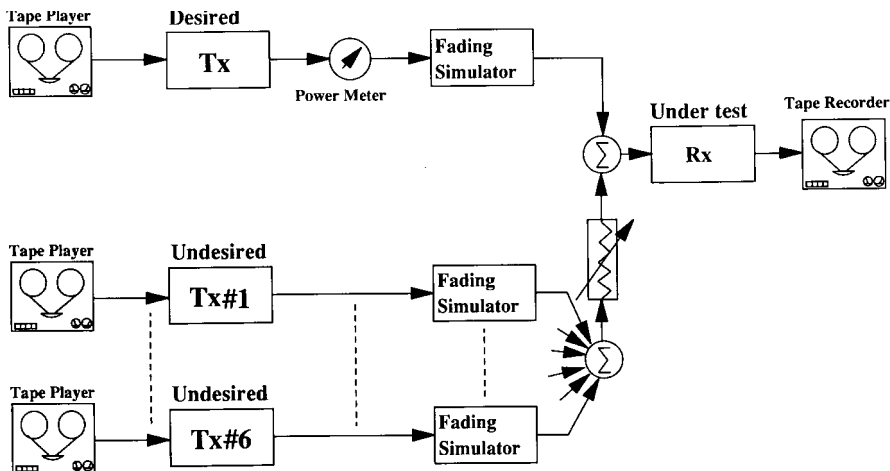 Tape Player
Desired
Tx
Power Meter
Fading
Simulator
Σ
Under test
Rx
Tape Recorder
Tape Player
Undesired
Tx#1
Fading
Simulator
Σ
Tape Player
Undesired
Tx#6
Fading
Simulator